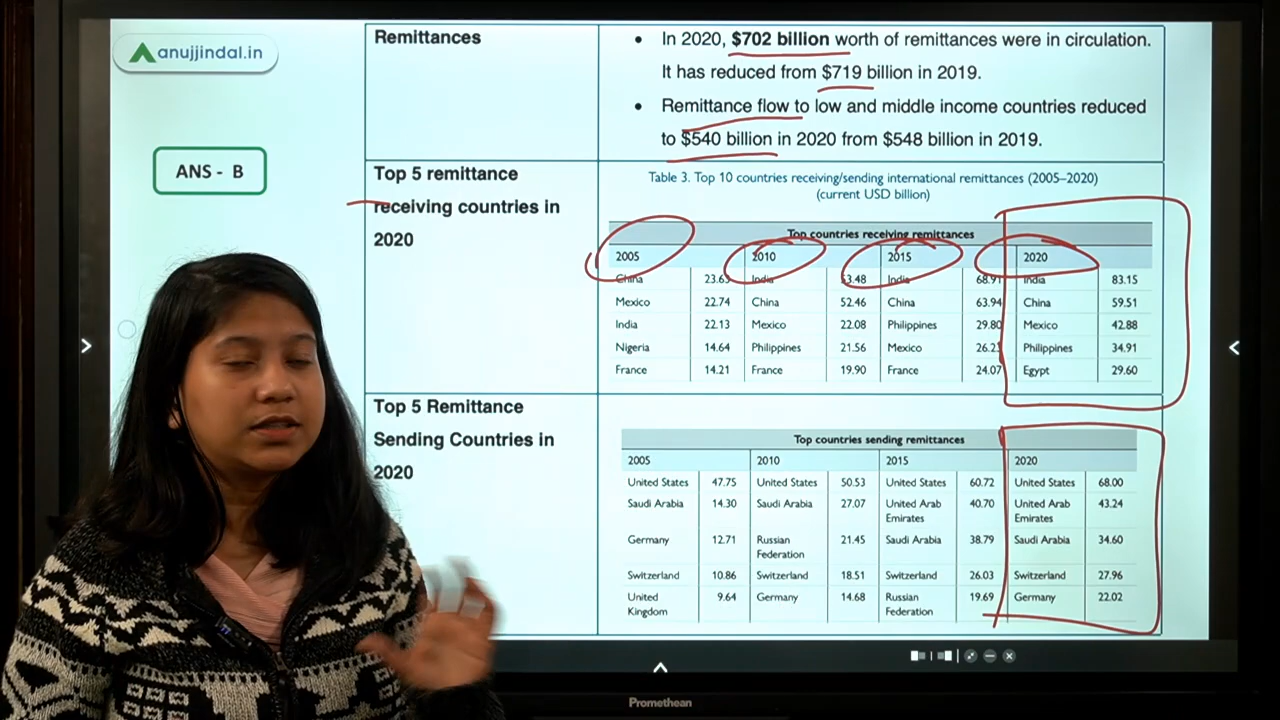 anujjindal.in
ANS - B
Remittances
• In 2020, $702 billion worth of remittances were in circulation.
It has reduced from $719 billion in 2019.
• Remittance flow to low and middle income countries reduced
to $540 billion in 2020 from $548 billion in 2019.
Top 5 remittance
receiving countries in
2020
Table 3. Top 10 countries receiving/sending international remittances (2005–2020)
(current USD billion)
Top countries receiving remittances
2005 2010 2015 2020
China 23.63 India 53.48 India 68.91 India 83.15
Mexico 22.74 China 52.46 China 63.94 China 59.51
India 22.13 Mexico 22.08 Philippines 29.80 Mexico 42.88
Nigeria 14.64 Philippines 21.56 Mexico 26.23 Philippines 34.91
France 14.21 France 19.90 France 24.07 Egypt 29.60
Top 5 Remittance
Sending Countries in
2020
Top countries sending remittances
2005 2010 2015 2020
United States 47.75 United States 50.53 United States 60.72 United States 68.00
Saudi Arabia 14.30 Saudi Arabia 27.07 United Arab 40.70 United Arab 43.24
Emirates Emirates
Germany 12.71 Russian 21.45 Saudi Arabia 38.79 Saudi Arabia 34.60
Federation
Switzerland 10.86 Switzerland 18.51 Switzerland 26.03 Switzerland 27.96
United 9.64 Germany 14.68 Russian 19.69 Germany 22.02
Kingdom Federation
Promethean